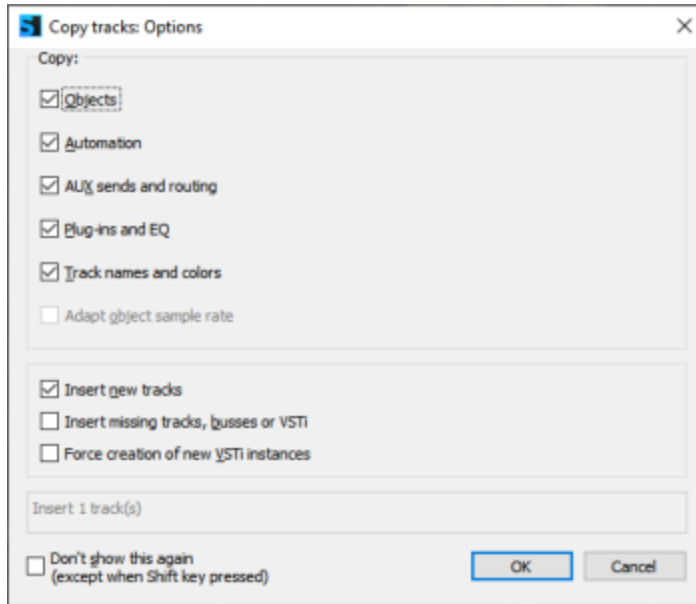 Copy tracks: Options
Copy:
Objects
Automation
AUX sends and routing
Plug-ins and EQ
Track names and colors
Adapt object sample rate
Insert new tracks
Insert missing tracks, busses or VSTi
Force creation of new VSTi instances
Insert 1 track(s)
Don't show this again
(except when Shift key pressed)
OK
Cancel